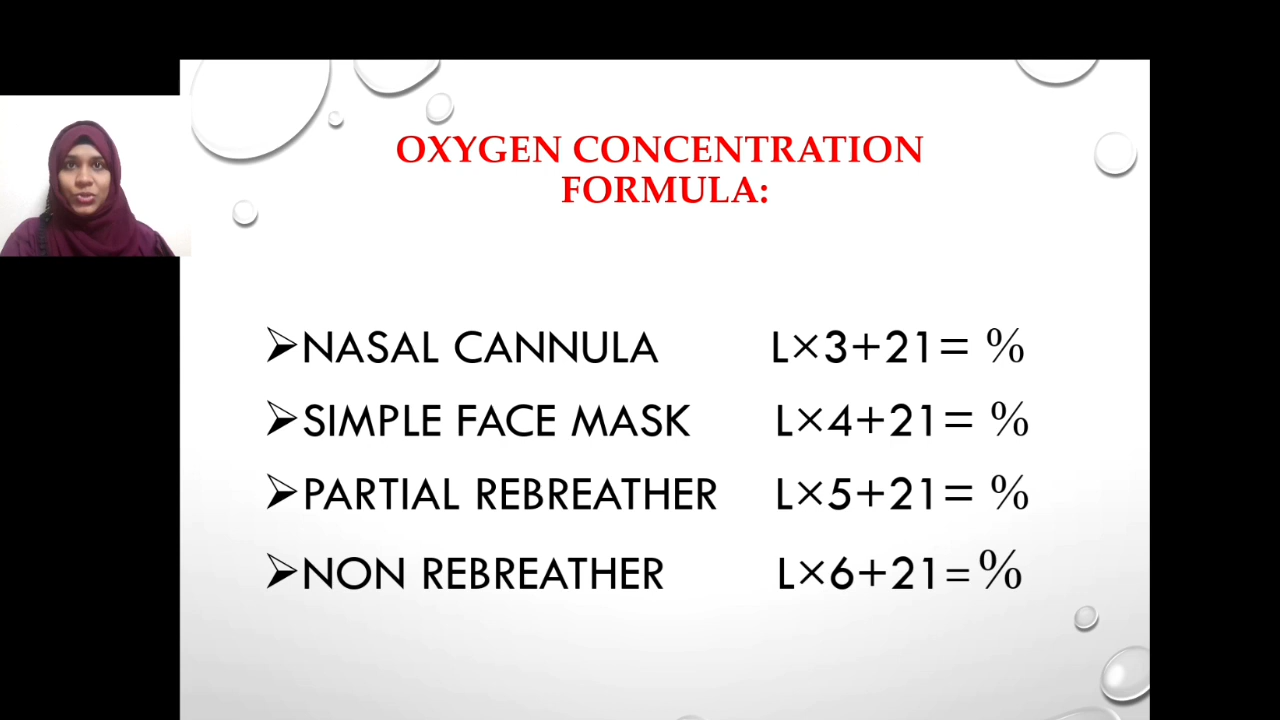 OXYGEN CONCENTRATION
FORMULA:
➢NASAL CANNULA L×3+21= %
➢SIMPLE FACE MASK L×4+21= %
➢PARTIAL REBREATHER L×5+21= %
➢NON REBREATHER L×6+21=%